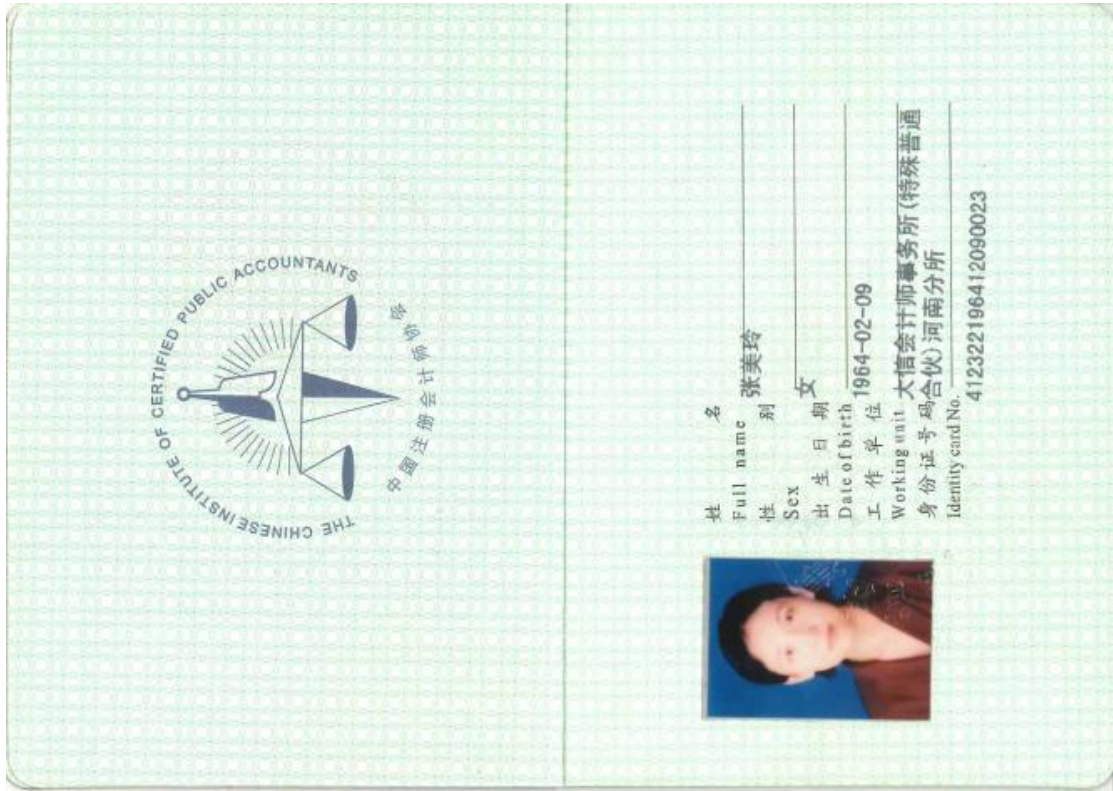 THE CHINESE INSTITUTE OF CERTIFIED PUBLIC ACCOUNTANTS
中国注册会计师协会
姓名 张美玲
Full name
性别 女
Sex
出生日期 1964-02-09
Date of birth
工作单位 大信会计师事务所(特殊普通
Working unit 合伙)河南分所
身份证号码 412322196412090023
Identity card No.